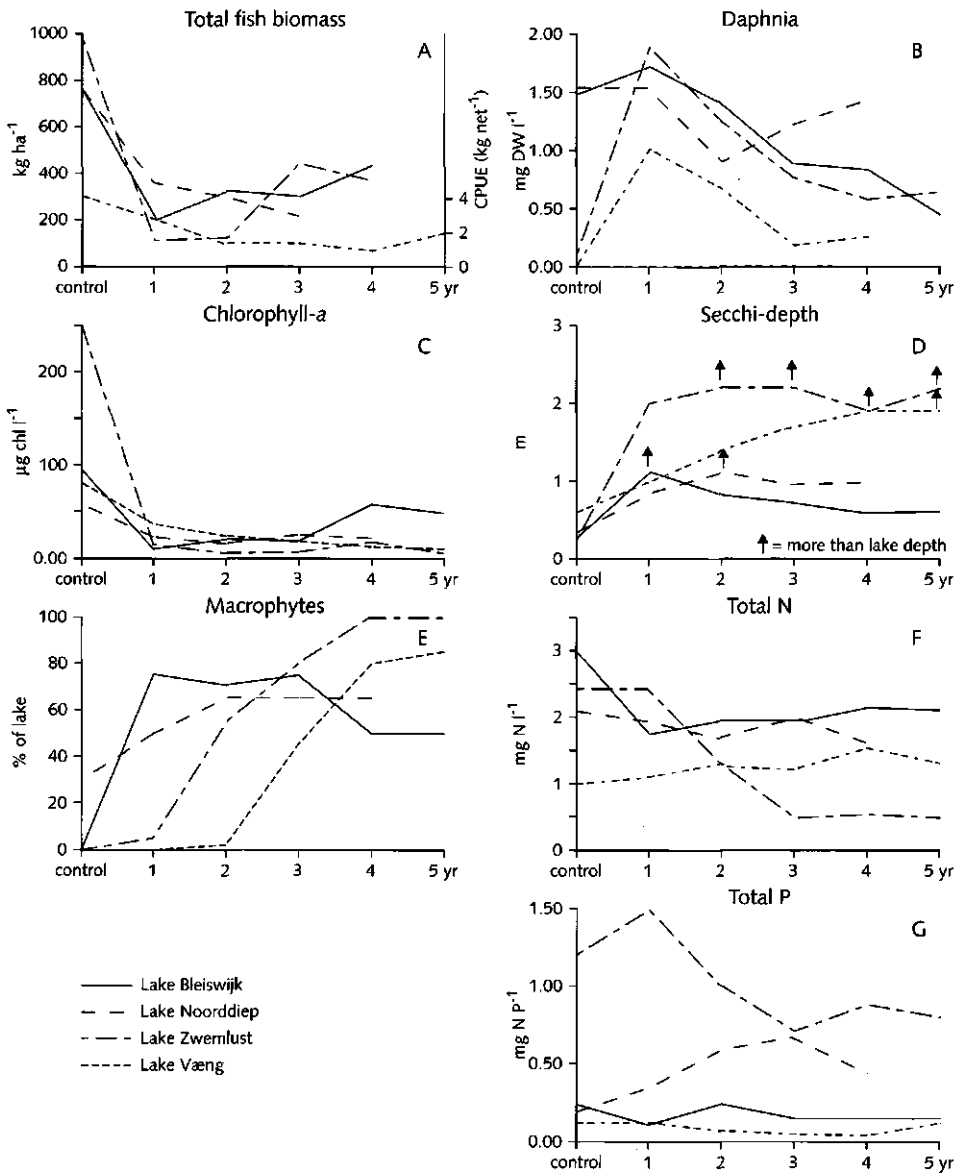 Total fish biomass
A
1000
800
600
400
200
0
kg ha⁻¹
4
2
0
CPUE (kg net⁻¹)
control 1 2 3 4 5 yr
Daphnia
B
2.00
1.50
1.00
0.50
0.00
mg DW l⁻¹
control 1 2 3 4 5 yr
Chlorophyll-a
C
200
100
0.00
µg chl l⁻¹
control 1 2 3 4 5 yr
Secchi-depth
D
3
2
1
0
m
= more than lake depth
control 1 2 3 4 5 yr
Macrophytes
E
100
80
60
40
20
0
% of lake
control 1 2 3 4 5 yr
Total N
F
3
2
1
0
mg N l⁻¹
control 1 2 3 4 5 yr
Total P
G
1.50
1.00
0.50
0.00
mg N P⁻¹
control 1 2 3 4 5 yr
Lake Bleiswijk
Lake Noorddiep
Lake Zwemlust
Lake Væng